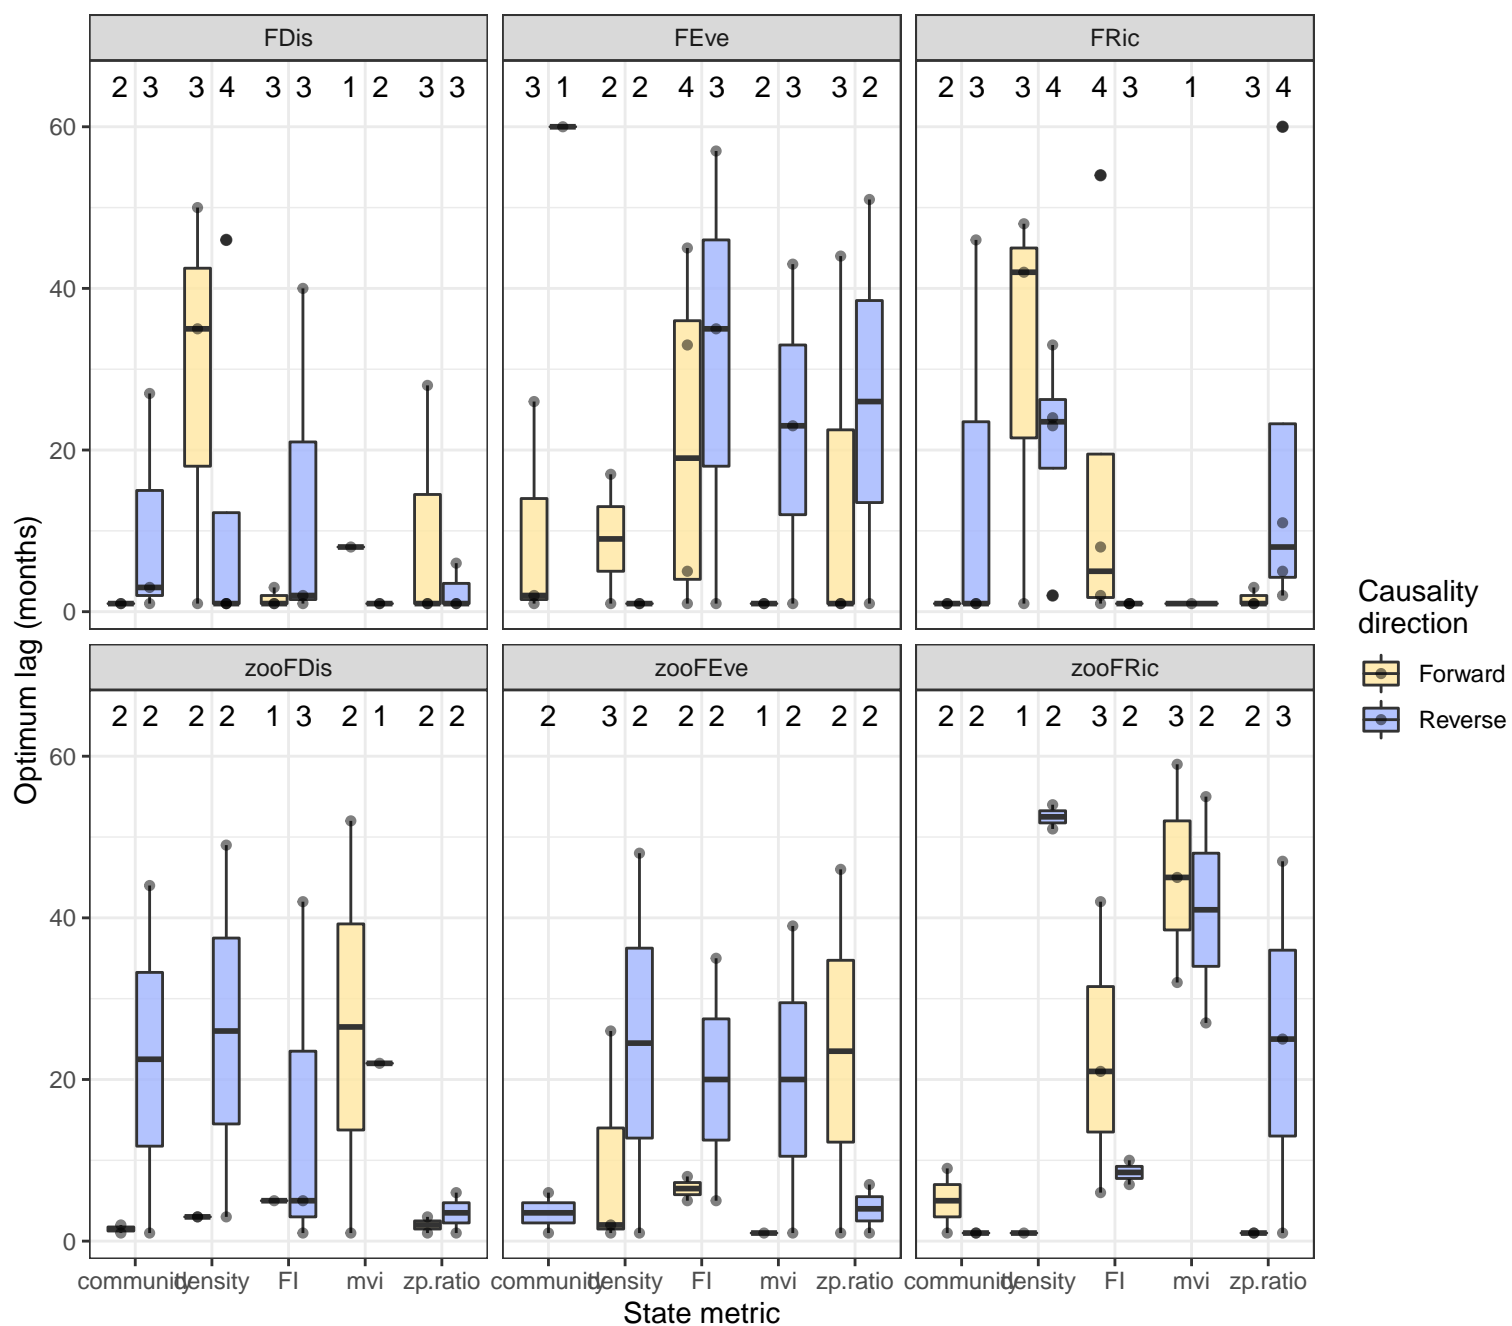 FDis FEve FRic
2 3 3 4 3 3 1 2 3 3 3 1 2 2 4 3 2 3 3 2 2 3 3 4 4 3 1 3 4
60
40
20
0
zooFDis zooFEve zooFRic
2 2 2 2 1 3 2 1 2 2 2 3 2 2 2 1 2 2 2 2 2 1 2 3 2 3 2 2 3
60
40
20
0
community density FI mvi zp.ratio community density FI mvi zp.ratio community density FI mvi zp.ratio
State metric
Optimum lag (months)
Causality
direction
Forward
Reverse